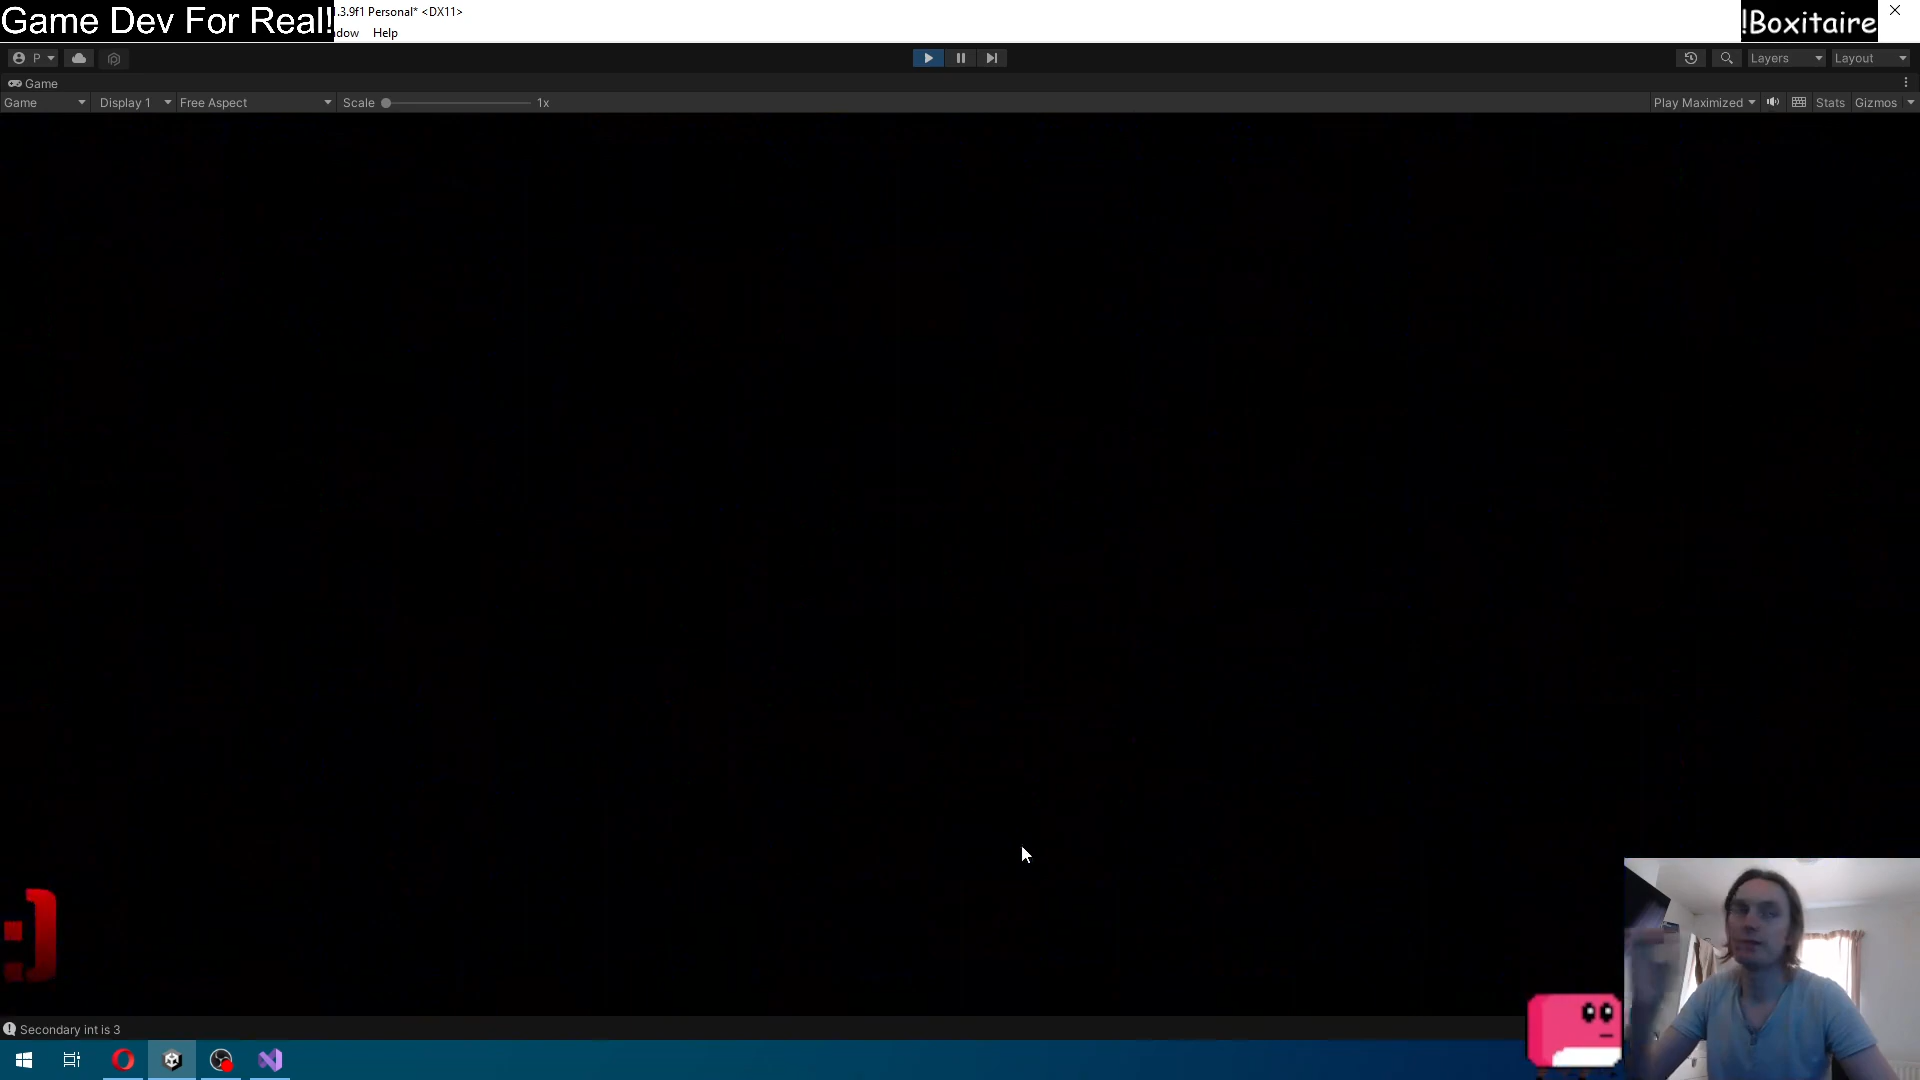 Game Dev For Real!
.3.9f1 Personal* <DX11>
!Boxitaire
dow Help
P
Layers
Layout
Game
Game
Display 1
Free Aspect
Scale
1x
Play Maximized
Stats
Gizmos
:)
Secondary int is 3